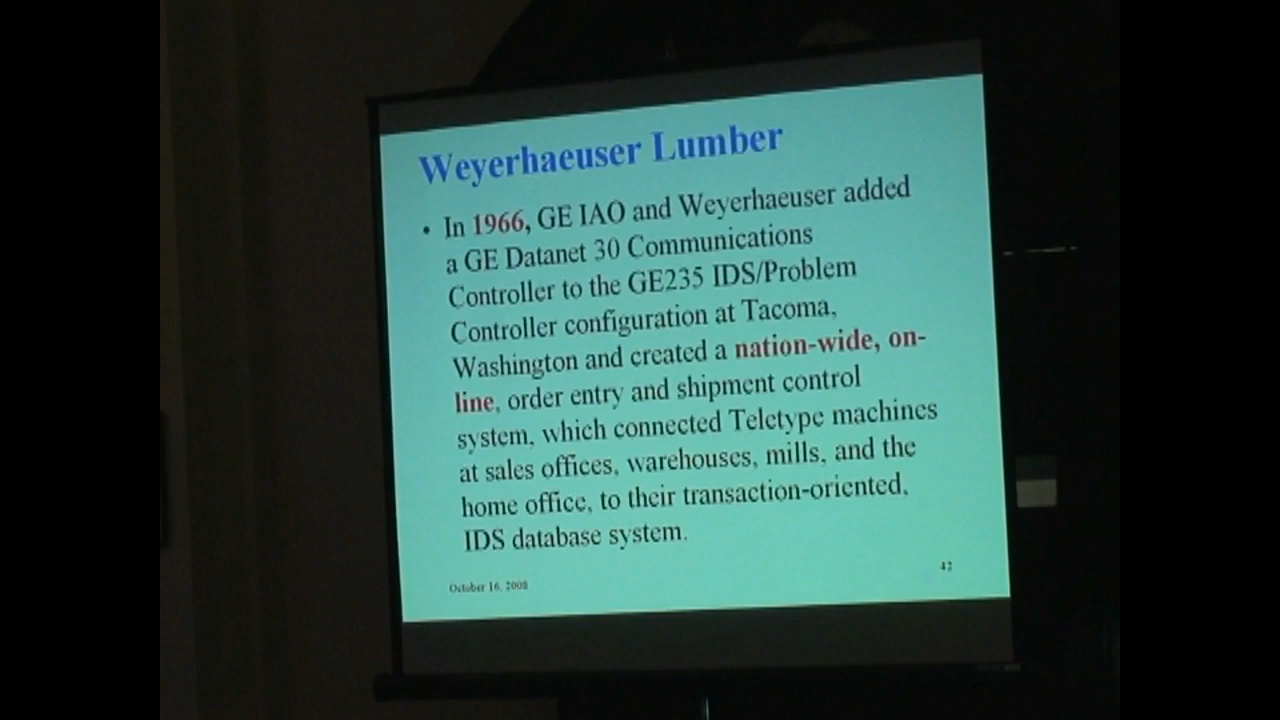 Weyerhaeuser Lumber
• In 1966, GE IAO and Weyerhaeuser added
a GE Datanet 30 Communications
Controller to the GE235 IDS/Problem
Controller configuration at Tacoma,
Washington and created a nation-wide, on-
line, order entry and shipment control
system, which connected Teletype machines
at sales offices, warehouses, mills, and the
home office, to their transaction-oriented,
IDS database system.
October 16, 2008
42